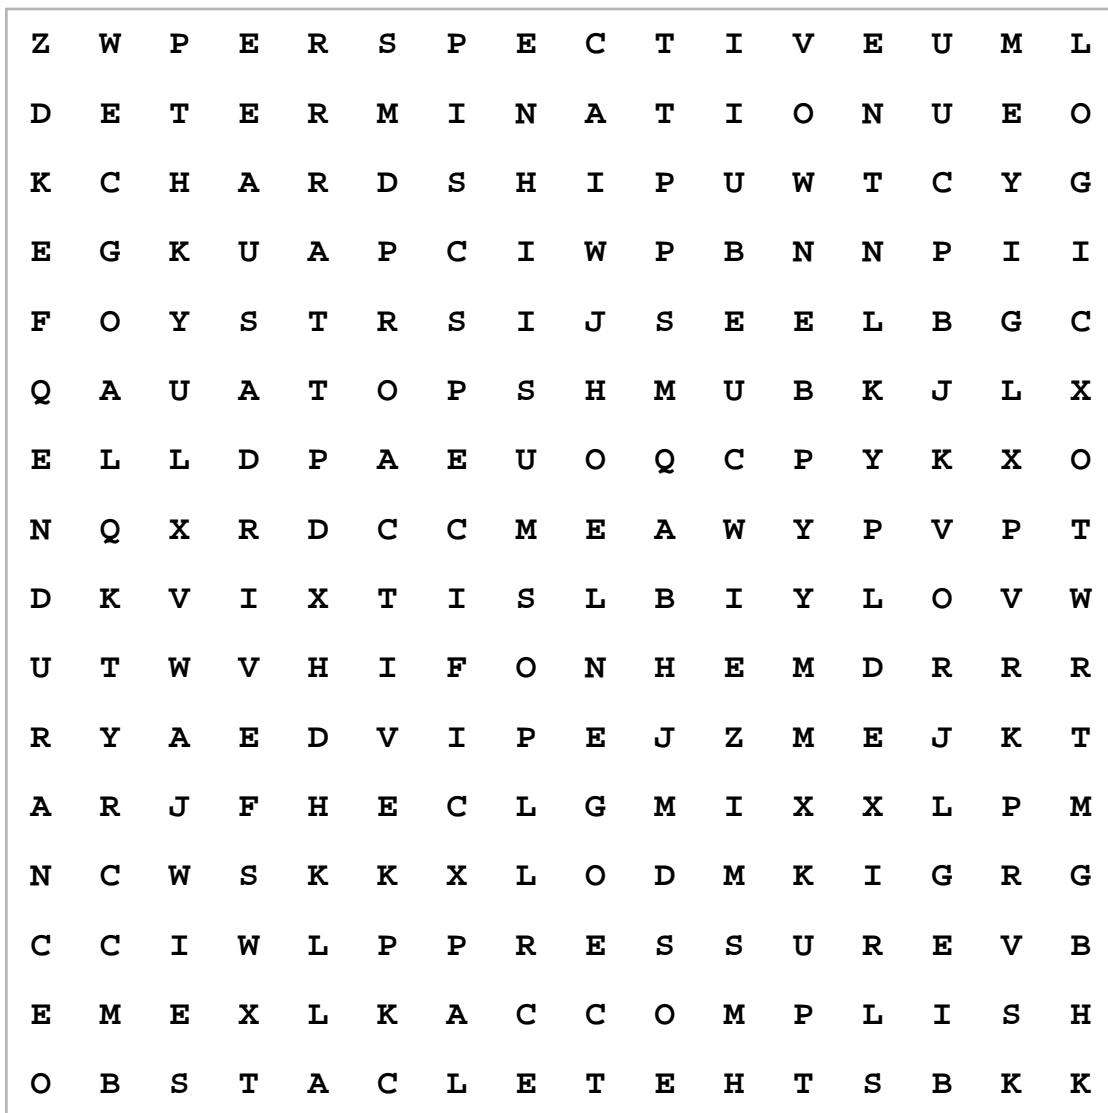 Z W P E R S P E C T I V E U M L
D E T E R M I N A T I O N U E O
K C H A R D S H I P U W T C Y G
E G K U A P C I W P B N N P I I
F O Y S T R S I J S E E L B G C
Q A U A T O P S H M U B K J L X
E L L D P A E U O Q C P Y K X O
N Q X R D C C M E A W Y P V P T
D K V I X T I S L B I Y L O V W
U T W V H I F O N H E M D R R R
R Y A E D V I P E J Z M E J K T
A R J F H E C L G M I X X L P M
N C W S K K X L O D M K I G R G
C C I W L P P R E S S U R E V B
E M E X L K A C C O M P L I S H
O B S T A C L E T E H T S B K K